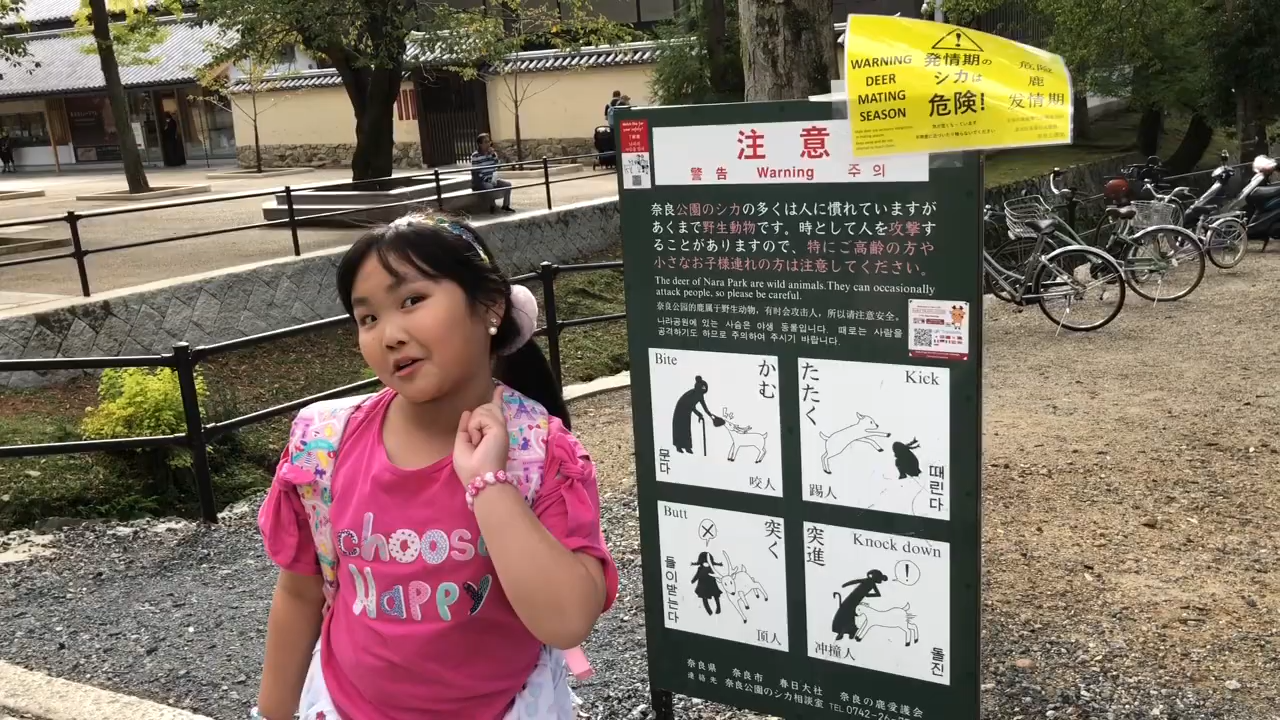 WARNING
DEER
MATING
SEASON
発情期の
シカは
危険!
危険
鹿
发情期
注意
警告 Warning 주의
奈良公園のシカの多くは人に慣れていますが
あくまで野生動物です。時として人を攻撃す
ることがありますので、特にご高齢の方や
小さなお子様連れの方は注意してください。
The deer of Nara Park are wild animals.They can occasionally
attack people, so please be careful.
奈良公园的鹿属于野生动物,有时会攻击人,所以请注意安全。
나라공원에 있는 사슴은 야생 동물입니다. 때로는 사람을
공격하기도 하므로 주의하여 주시기 바랍니다.
Bite
かむ
문다
咬人
たたく
Kick
踢人
때린다
Butt
突く
들이받는다
顶人
突進
Knock down
冲撞人
돌진
奈良県 奈良市 春日大社 奈良の鹿愛護会
連絡先 奈良公園のシカ相談室 TEL 0742-26-
choose
Happy